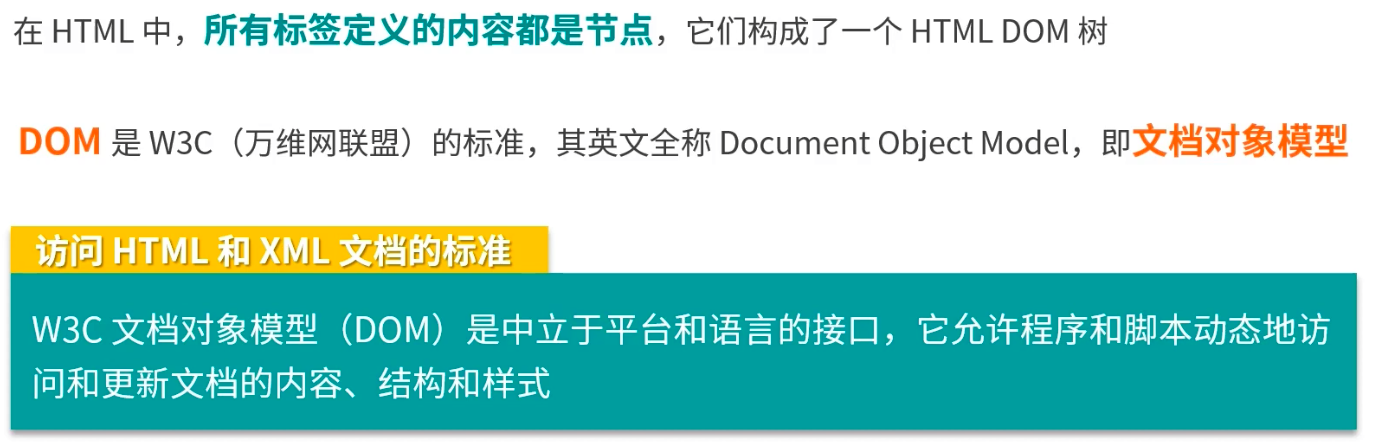 在 HTML 中，所有标签定义的内容都是节点，它们构成了一个 HTML DOM 树
DOM 是 W3C（万维网联盟）的标准，其英文全称 Document Object Model，即文档对象模型
访问 HTML 和 XML 文档的标准
W3C 文档对象模型（DOM）是中立于平台和语言的接口，它允许程序和脚本动态地访
问和更新文档的内容、结构和样式